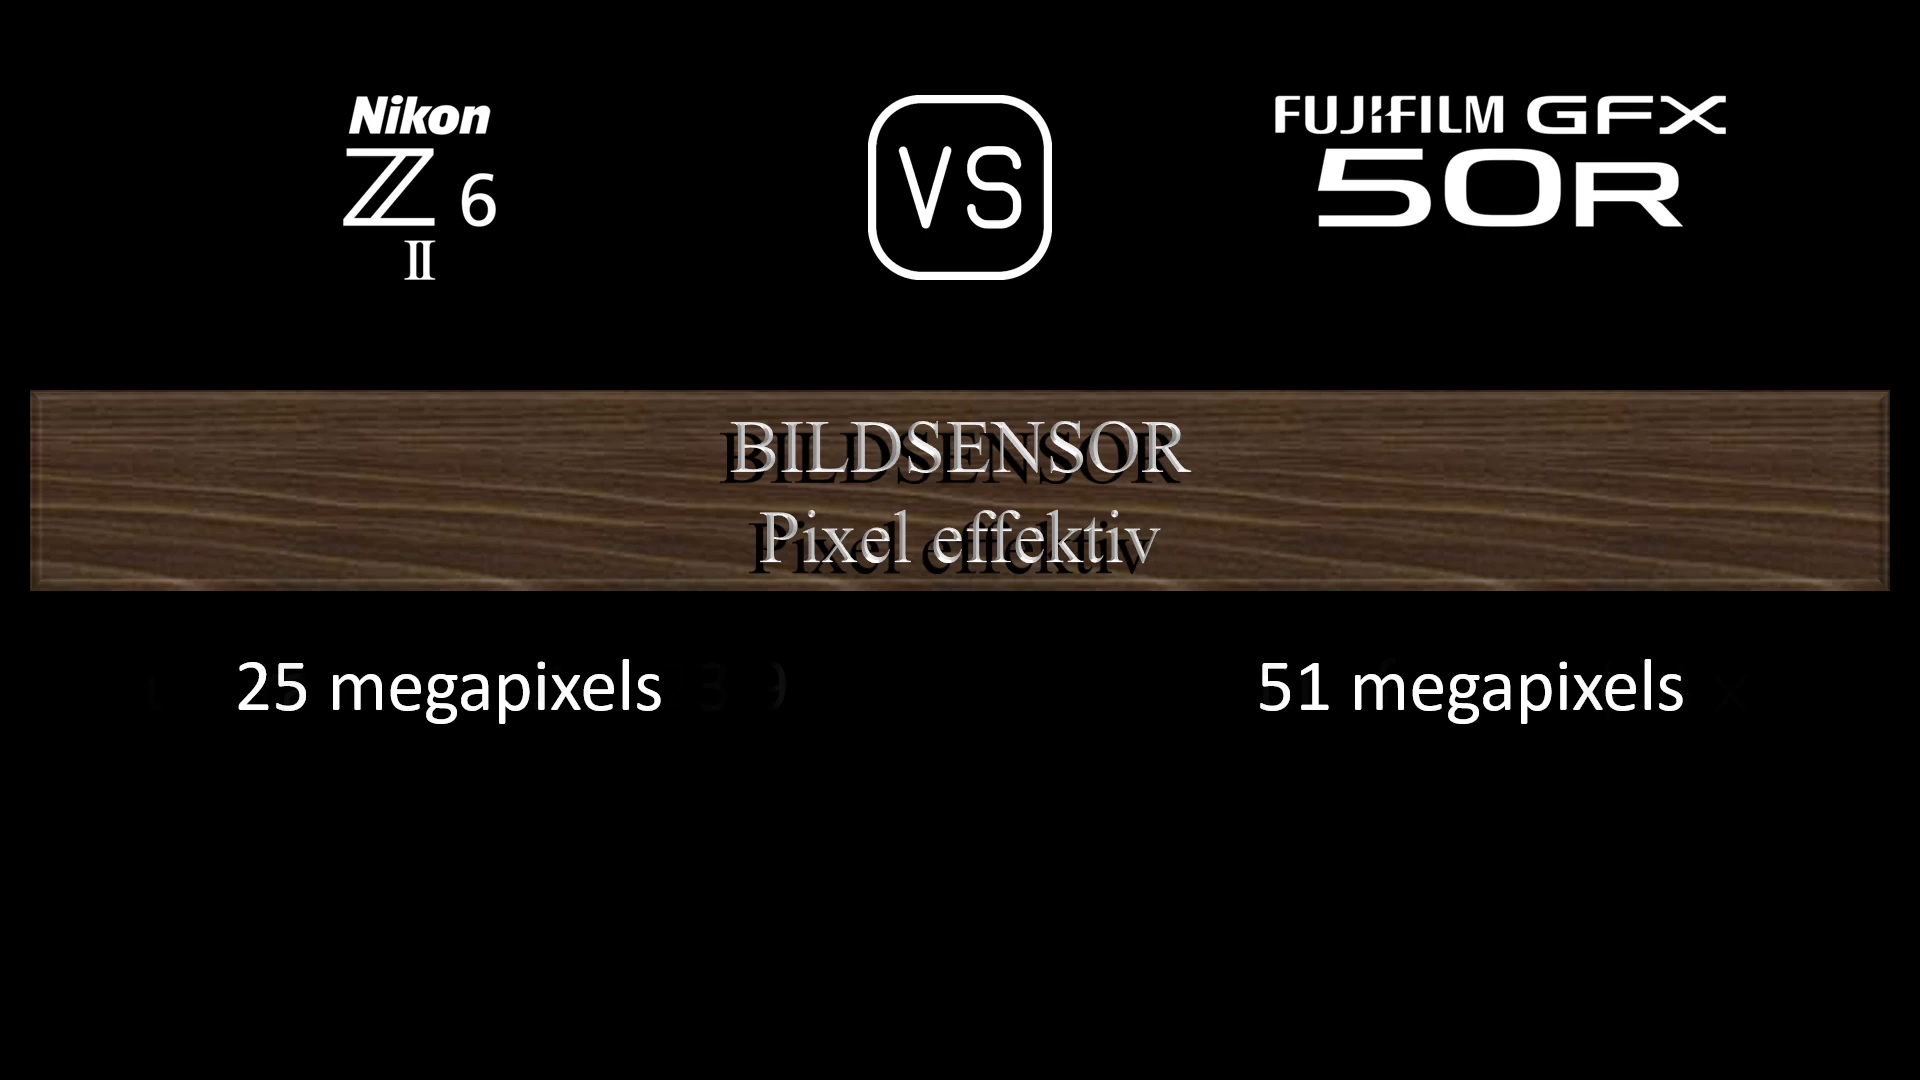 Nikon
Z 6
II
VS
FUJIFILM GFX
50R
BILDSENSOR
Pixel effektiv
25 megapixels
51 megapixels